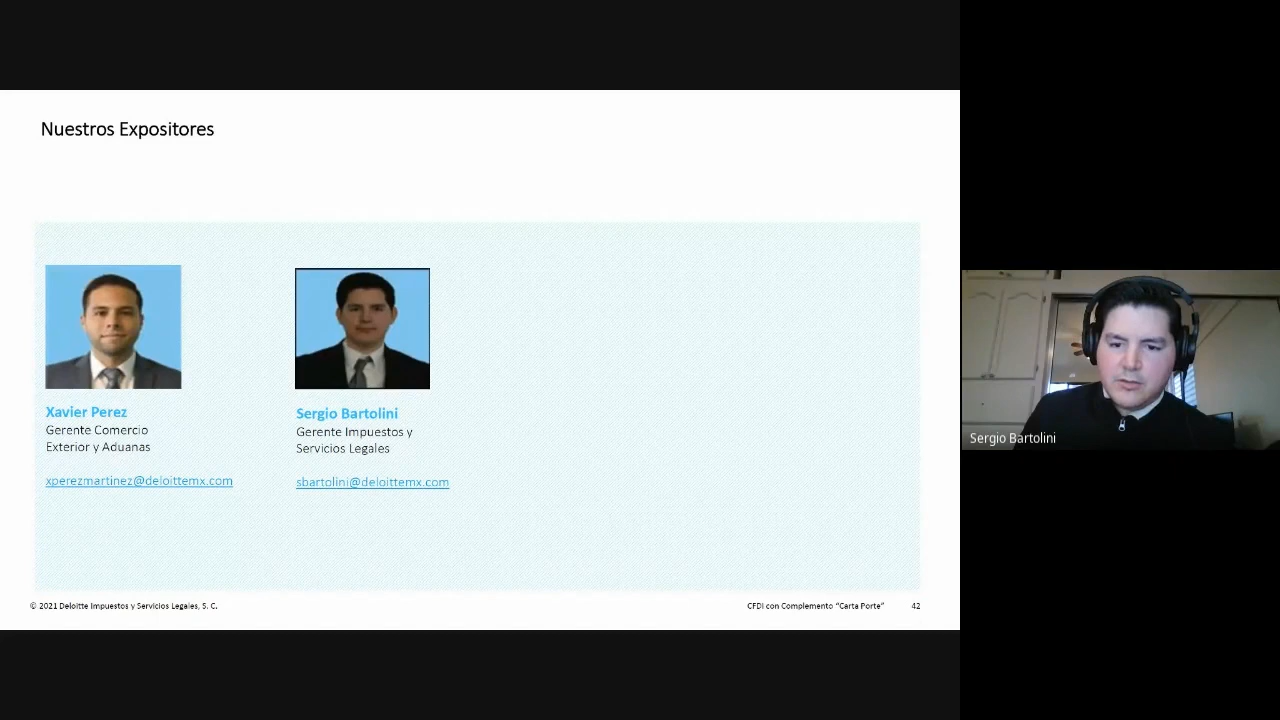 Nuestros Expositores
Xavier Perez
Gerente Comercio
Exterior y Aduanas
xperezmartinez@deloittemx.com
Sergio Bartolini
Gerente Impuestos y
Servicios Legales
sbartolini@deloittemx.com
© 2021 Deloitte Impuestos y Servicios Legales, S. C.
CFDI con Complemento “Carta Porte”
42
Sergio Bartolini